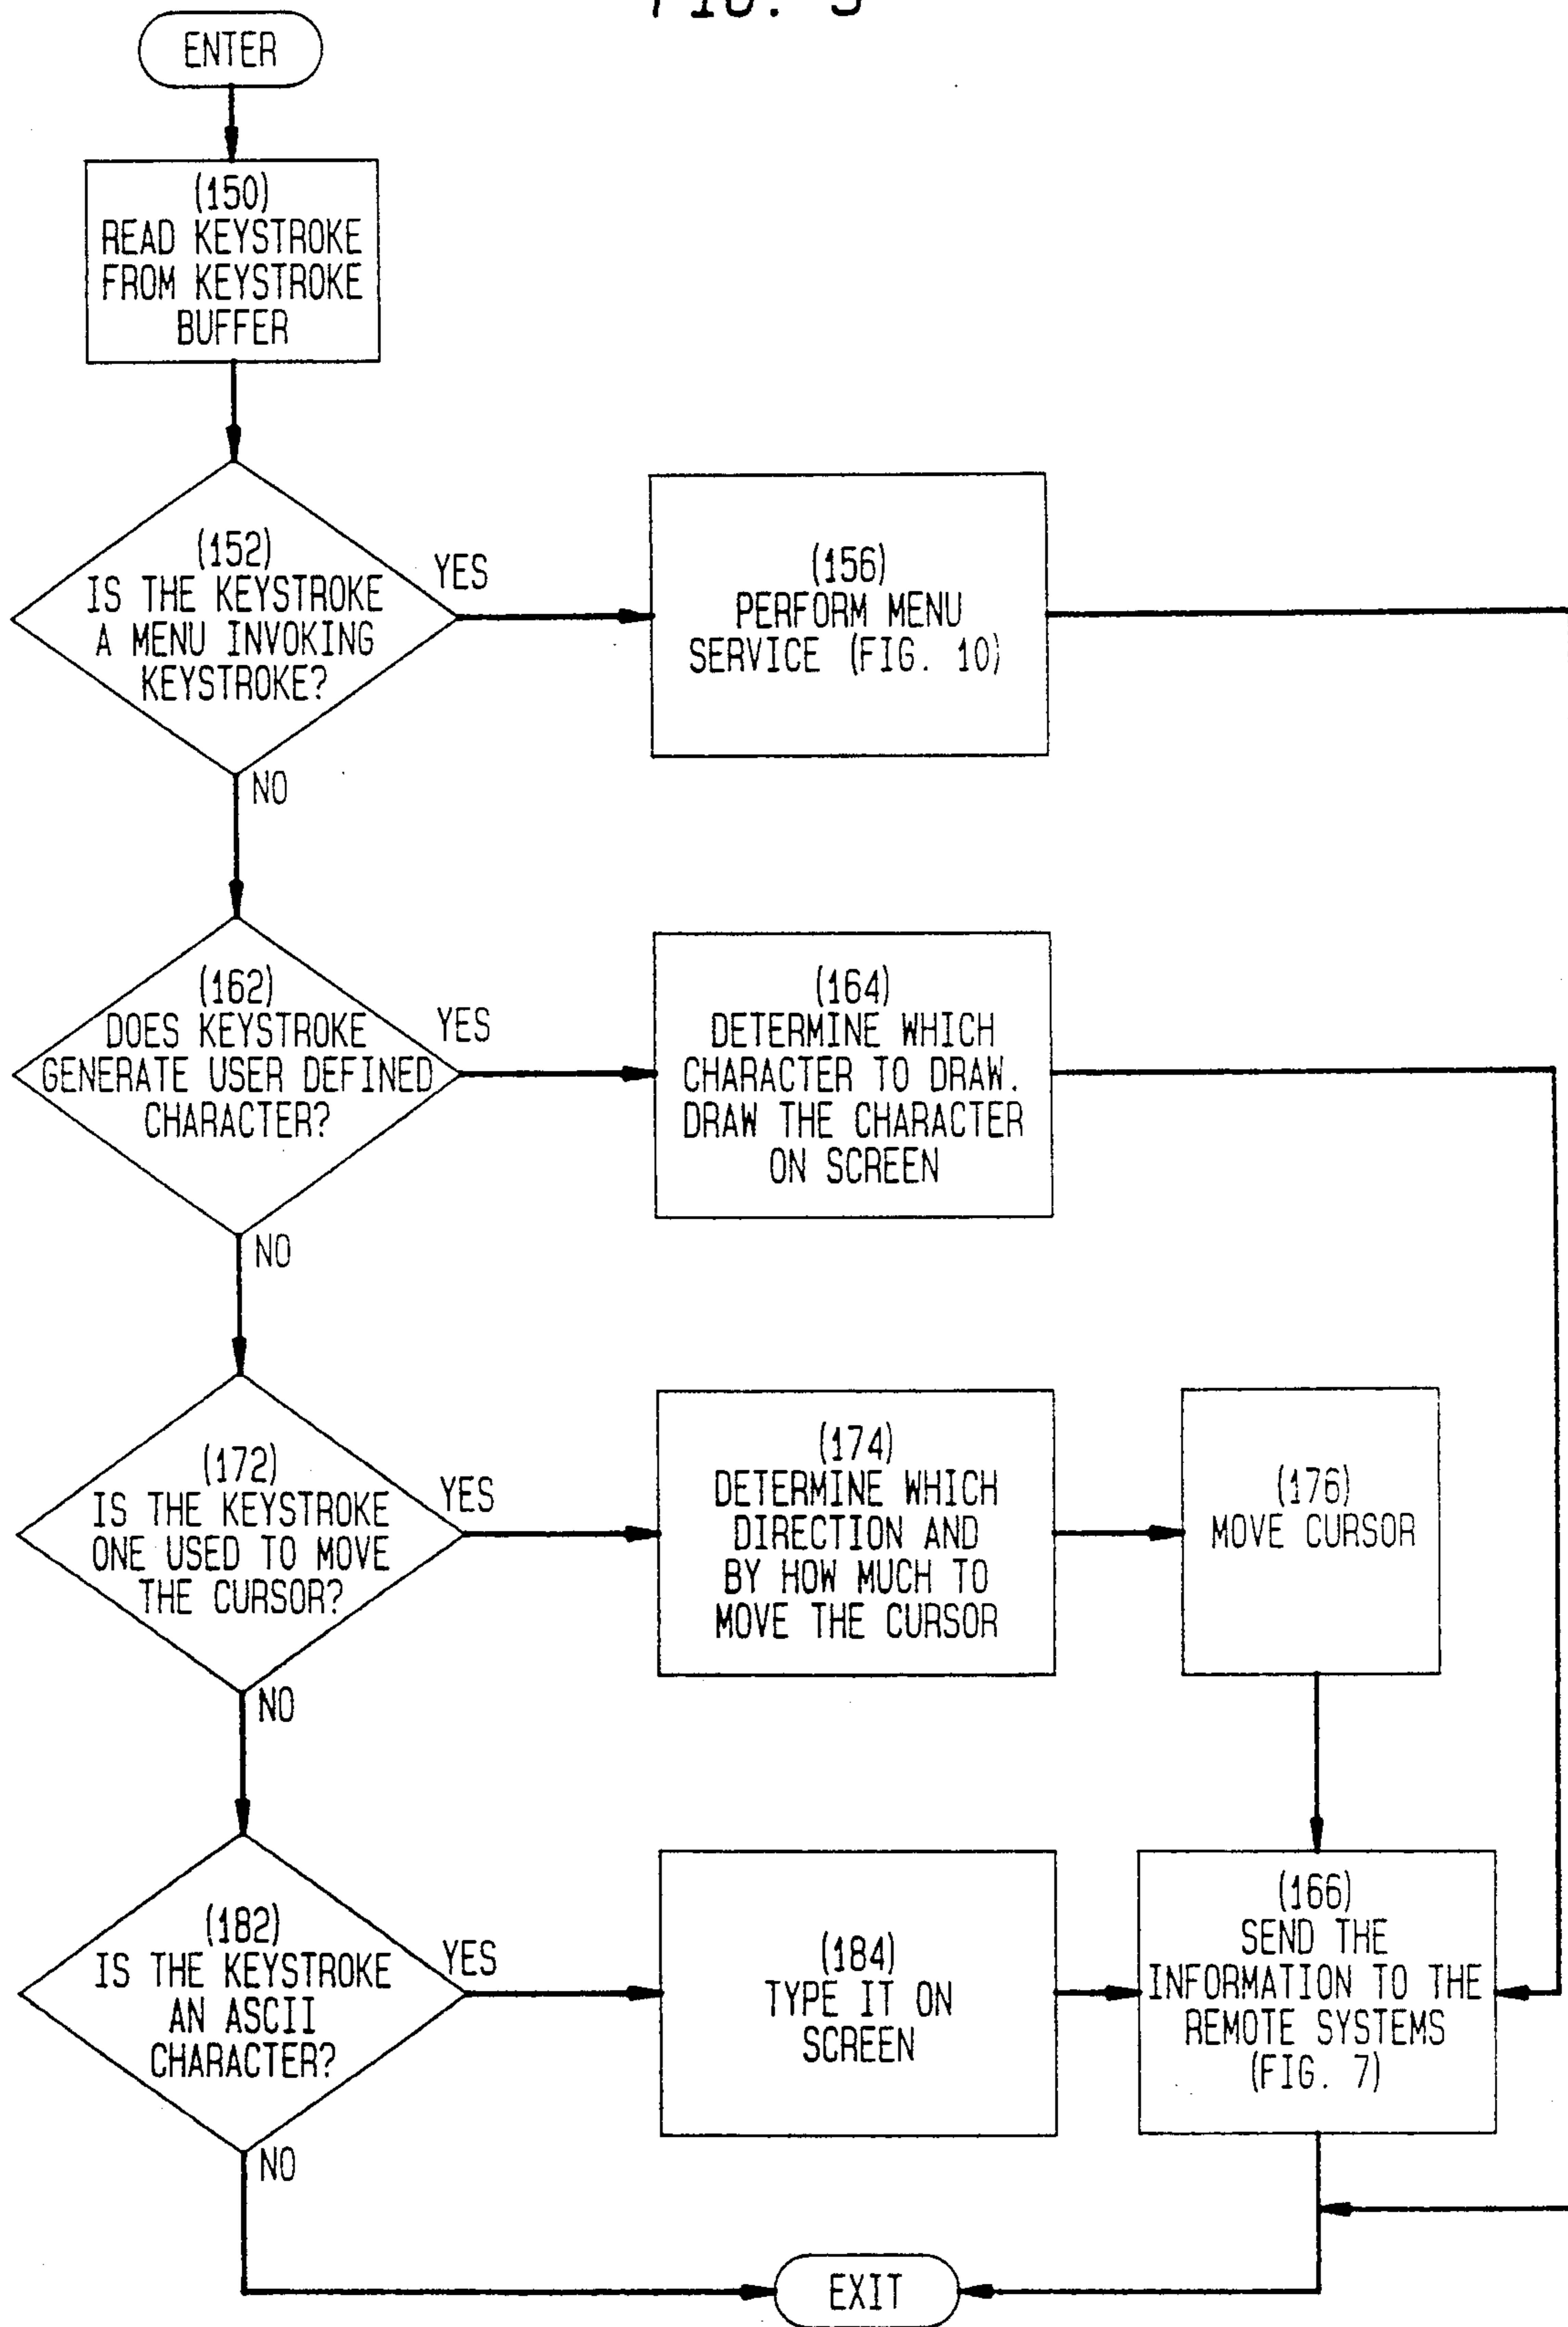 ENTER
(150)
READ KEYSTROKE
FROM KEYSTROKE
BUFFER
(152)
IS THE KEYSTROKE
A MENU INVOKING
KEYSTROKE?
YES
(156)
PERFORM MENU
SERVICE (FIG. 10)
NO
(162)
DOES KEYSTROKE
GENERATE USER DEFINED
CHARACTER?
YES
(164)
DETERMINE WHICH
CHARACTER TO DRAW.
DRAW THE CHARACTER
ON SCREEN
NO
(172)
IS THE KEYSTROKE
ONE USED TO MOVE
THE CURSOR?
YES
(174)
DETERMINE WHICH
DIRECTION AND
BY HOW MUCH TO
MOVE THE CURSOR
(176)
MOVE CURSOR
NO
(182)
IS THE KEYSTROKE
AN ASCII
CHARACTER?
YES
(184)
TYPE IT ON
SCREEN
(166)
SEND THE
INFORMATION TO THE
REMOTE SYSTEMS
(FIG. 7)
NO
EXIT